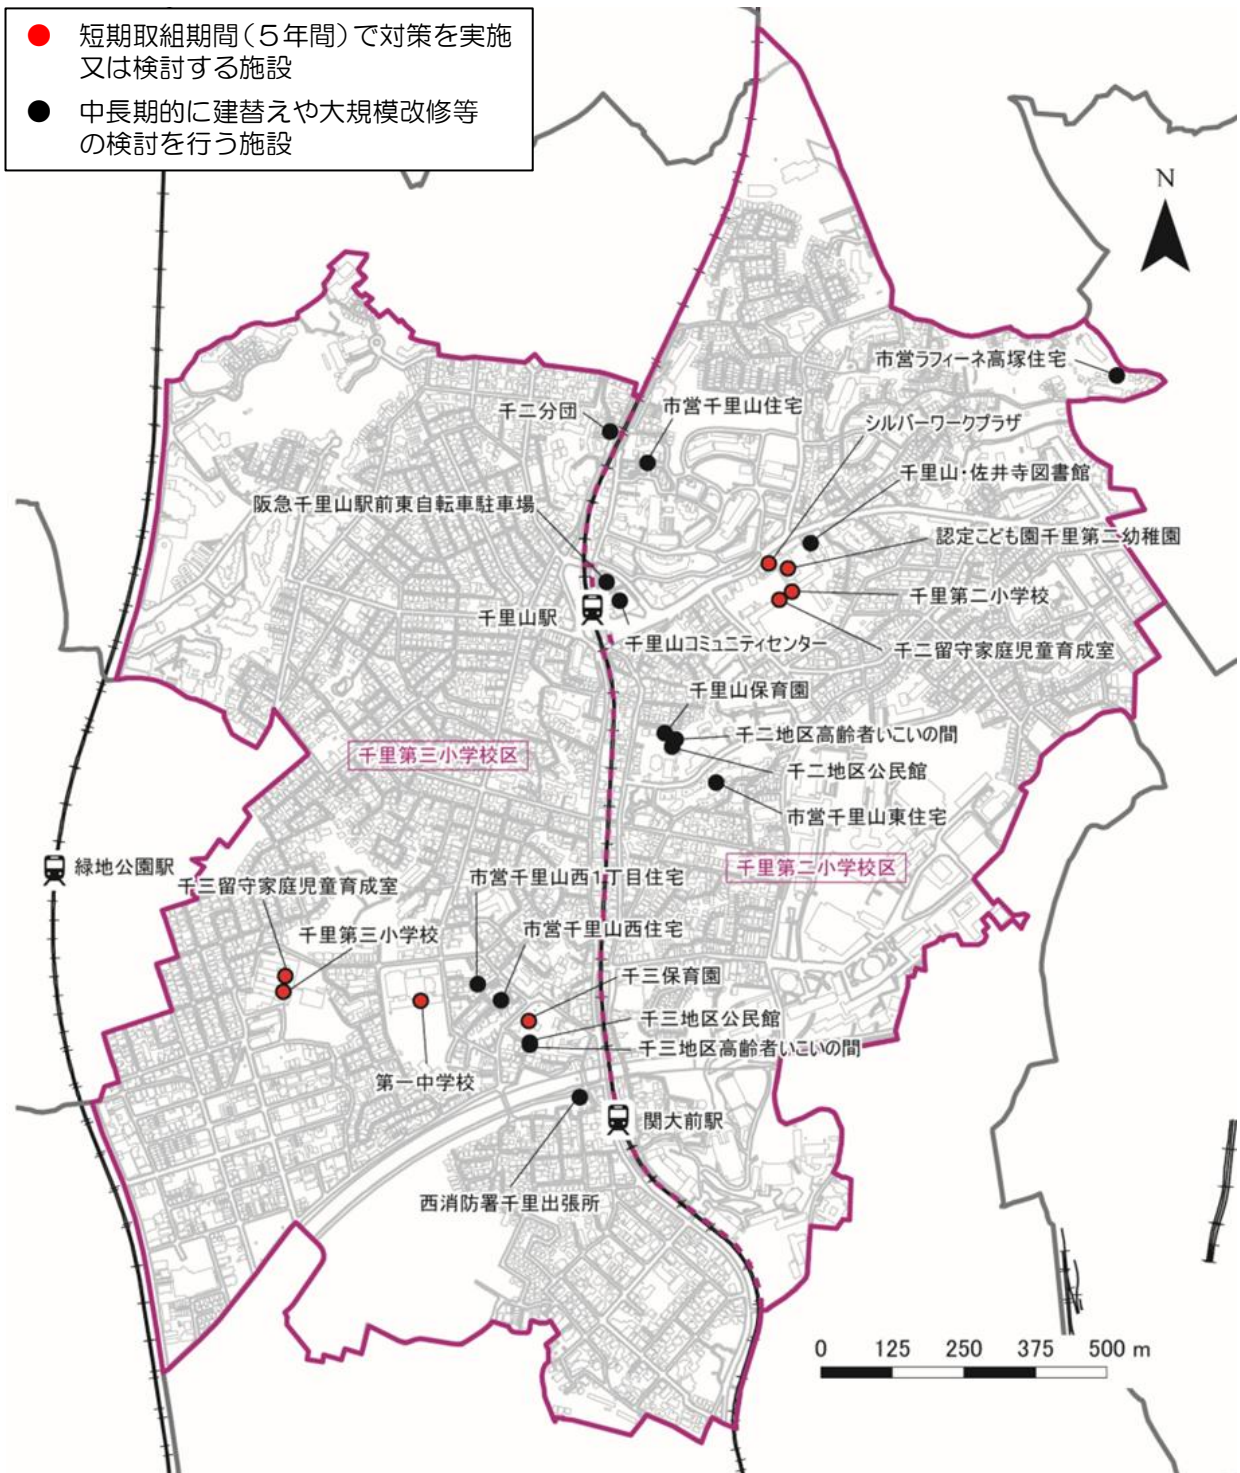 短期取組期間(5年間)で対策を実施
又は検討する施設
中長期的に建替えや大規模改修等
の検討を行う施設
N
市営ラフィーネ高塚住宅
千二分団
市営千里山住宅
シルバーワークプラザ
千里山・佐井寺図書館
阪急千里山駅前東自転車駐車場
認定こども園千里第二幼稚園
千里第二小学校
千里山駅
千里山コミュニティセンター
千二留守家庭児童育成室
千里山保育園
千二地区高齢者いこいの間
千里第三小学校区
千二地区公民館
市営千里山東住宅
緑地公園駅
千里第二小学校区
千三留守家庭児童育成室
市営千里山西1丁目住宅
千里第三小学校
市営千里山西住宅
千三保育園
千三地区公民館
千三地区高齢者いこいの間
第一中学校
関大前駅
西消防署千里出張所
0 125 250 375 500 m